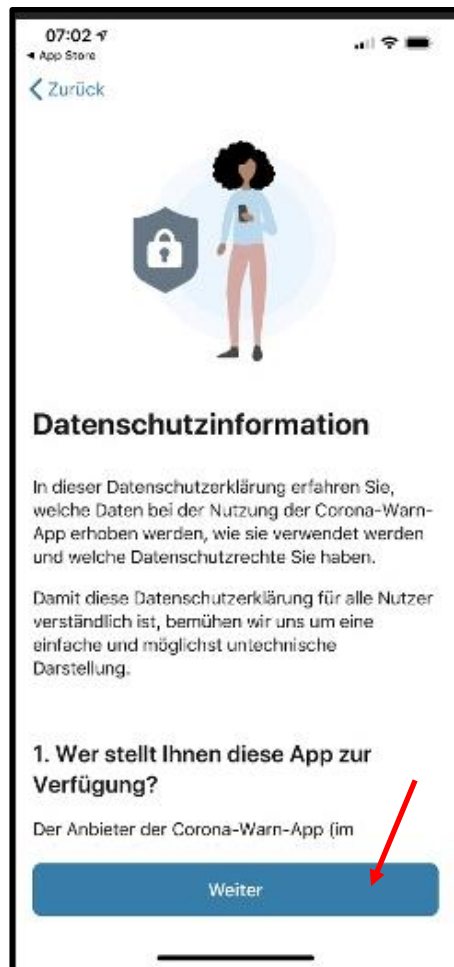 07:02
App Store
Zurück
Datenschutzinformation
In dieser Datenschutzerklärung erfahren Sie,
welche Daten bei der Nutzung der Corona-Warn-
App erhoben werden, wie sie verwendet werden
und welche Datenschutzrechte Sie haben.
Damit diese Datenschutzerklärung für alle Nutzer
verständlich ist, bemühen wir uns um eine
einfache und möglichst untechnische
Darstellung.
1. Wer stellt Ihnen diese App zur
Verfügung?
Der Anbieter der Corona-Warn-App (im
Weiter